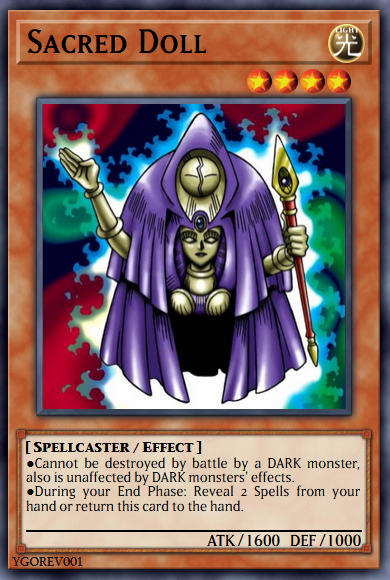 Sacred Doll
LIGHT
光
[ Spellcaster / Effect ]
●Cannot be destroyed by battle by a DARK monster,
also is unaffected by DARK monsters' effects.
●During your End Phase: Reveal 2 Spells from your
hand or return this card to the hand.
ATK / 1600 DEF / 1000
YGOREV001